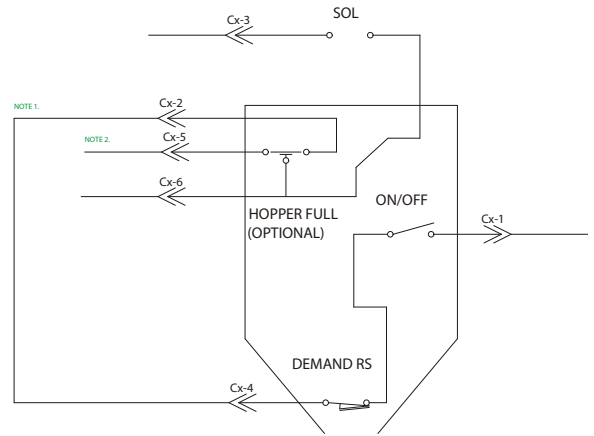 SOL
Cx-3
NOTE 1.
Cx-2
NOTE 2.
Cx-5
Cx-6
ON/OFF
HOPPER FULL
(OPTIONAL)
Cx-1
DEMAND RS
Cx-4